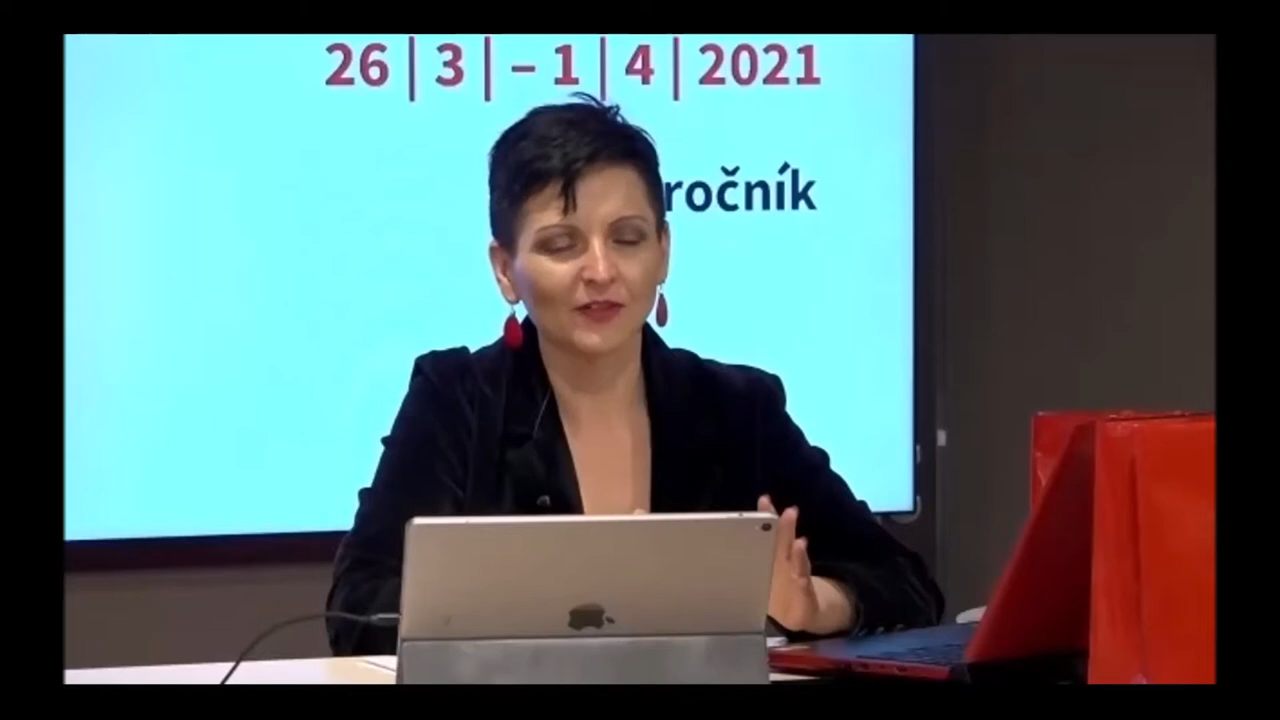 26 | 3 | – 1 | 4 | 2021
ročník